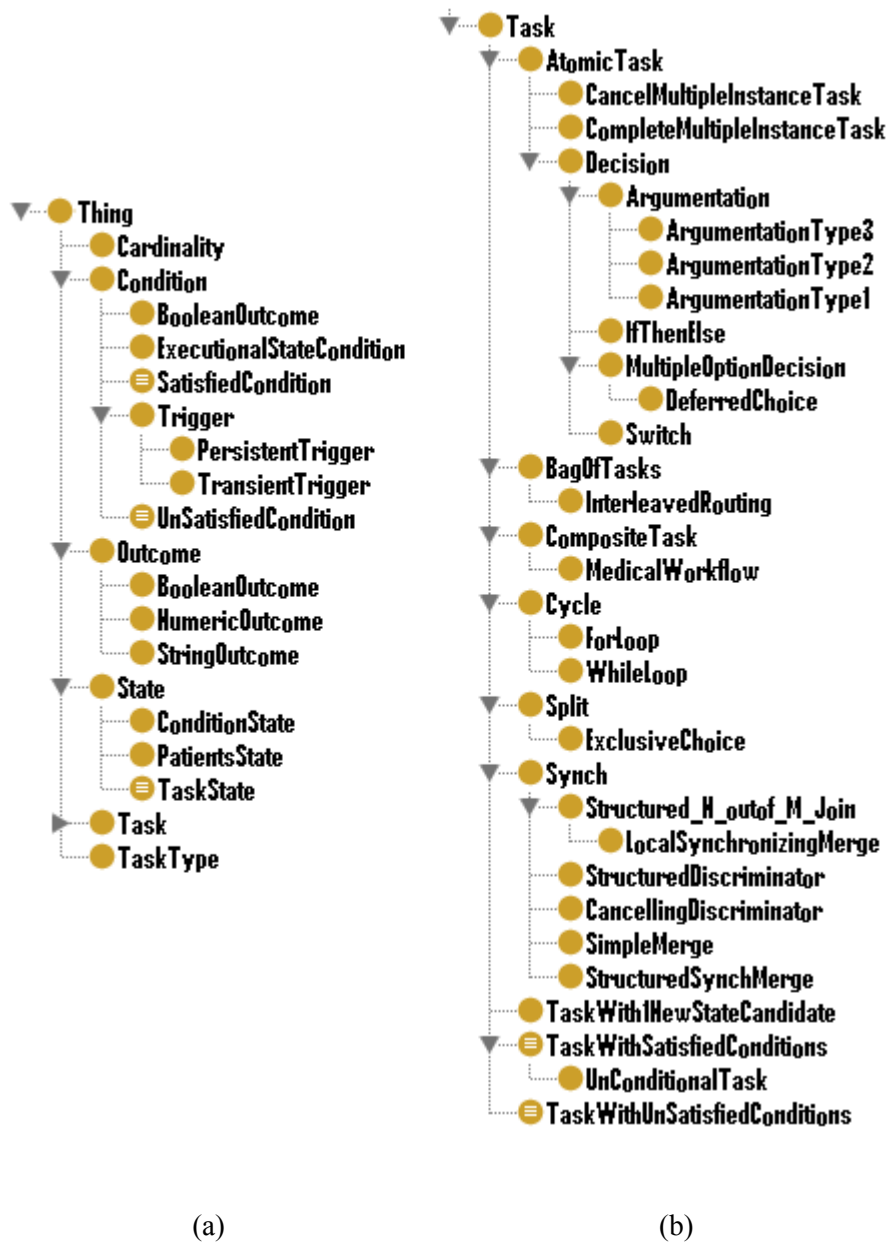 Thing
Cardinality
Condition
BooleanOutcome
ExecutionalStateCondition
SatisfiedCondition
Trigger
PersistentTrigger
TransientTrigger
UnSatisfiedCondition
Outcome
BooleanOutcome
NumericOutcome
StringOutcome
State
ConditionState
PatientsState
TaskState
Task
TaskType
(a)
Task
AtomicTask
CancelMultipleInstanceTask
CompleteMultipleInstanceTask
Decision
Argumentation
ArgumentationType3
ArgumentationType2
ArgumentationType1
IfThenElse
MultipleOptionDecision
DeferredChoice
Switch
BagOfTasks
InterleavedRouting
CompositeTask
MedicalWorkflow
Cycle
ForLoop
WhileLoop
Split
ExclusiveChoice
Synch
Structured_N_outof_M_Join
LocalSynchronizingMerge
StructuredDiscriminator
CancellingDiscriminator
SimpleMerge
StructuredSynchMerge
TaskWith1NewStateCandidate
TaskWithSatisfiedConditions
UnConditionalTask
TaskWithUnSatisfiedConditions
(b)